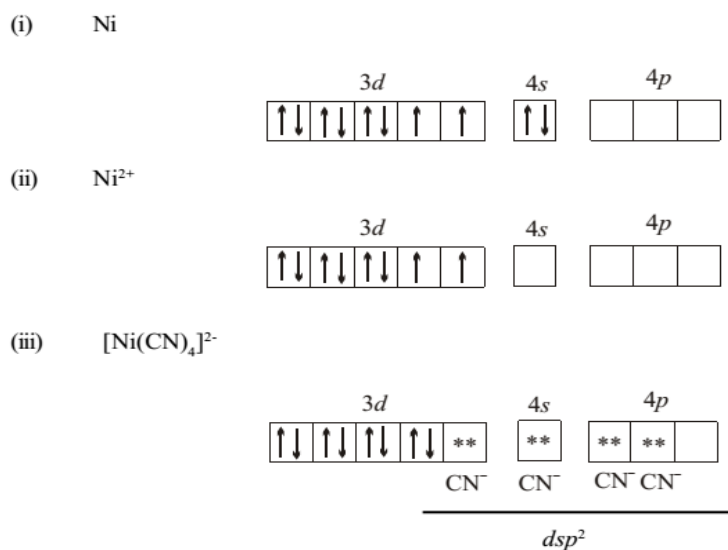 (i) Ni
3d 4s 4p
(ii) Ni²⁺
3d 4s 4p
(iii) [Ni(CN)₄]²⁻
3d 4s 4p
** ** ** **
CN⁻ CN⁻ CN⁻ CN⁻
dsp²